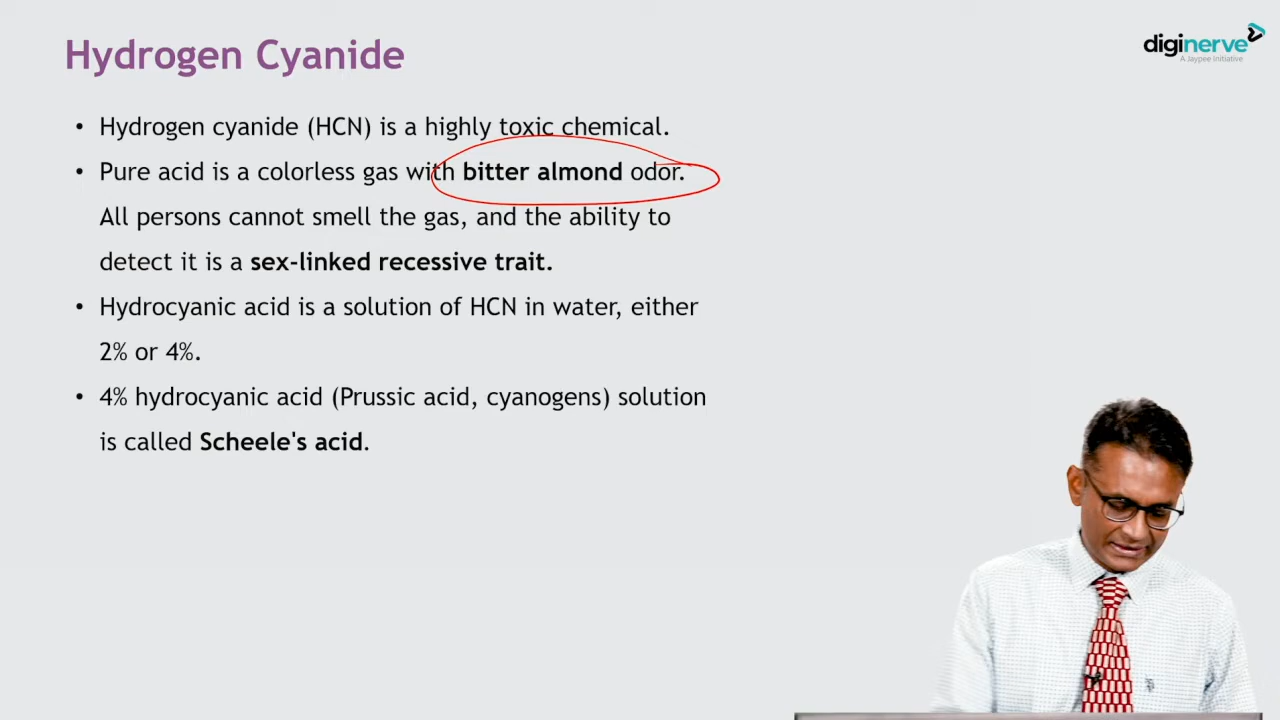 Hydrogen Cyanide
diginerve
A Jaypee Initiative
• Hydrogen cyanide (HCN) is a highly toxic chemical.
• Pure acid is a colorless gas with bitter almond odor.
All persons cannot smell the gas, and the ability to
detect it is a sex-linked recessive trait.
• Hydrocyanic acid is a solution of HCN in water, either
2% or 4%.
• 4% hydrocyanic acid (Prussic acid, cyanogens) solution
is called Scheele's acid.